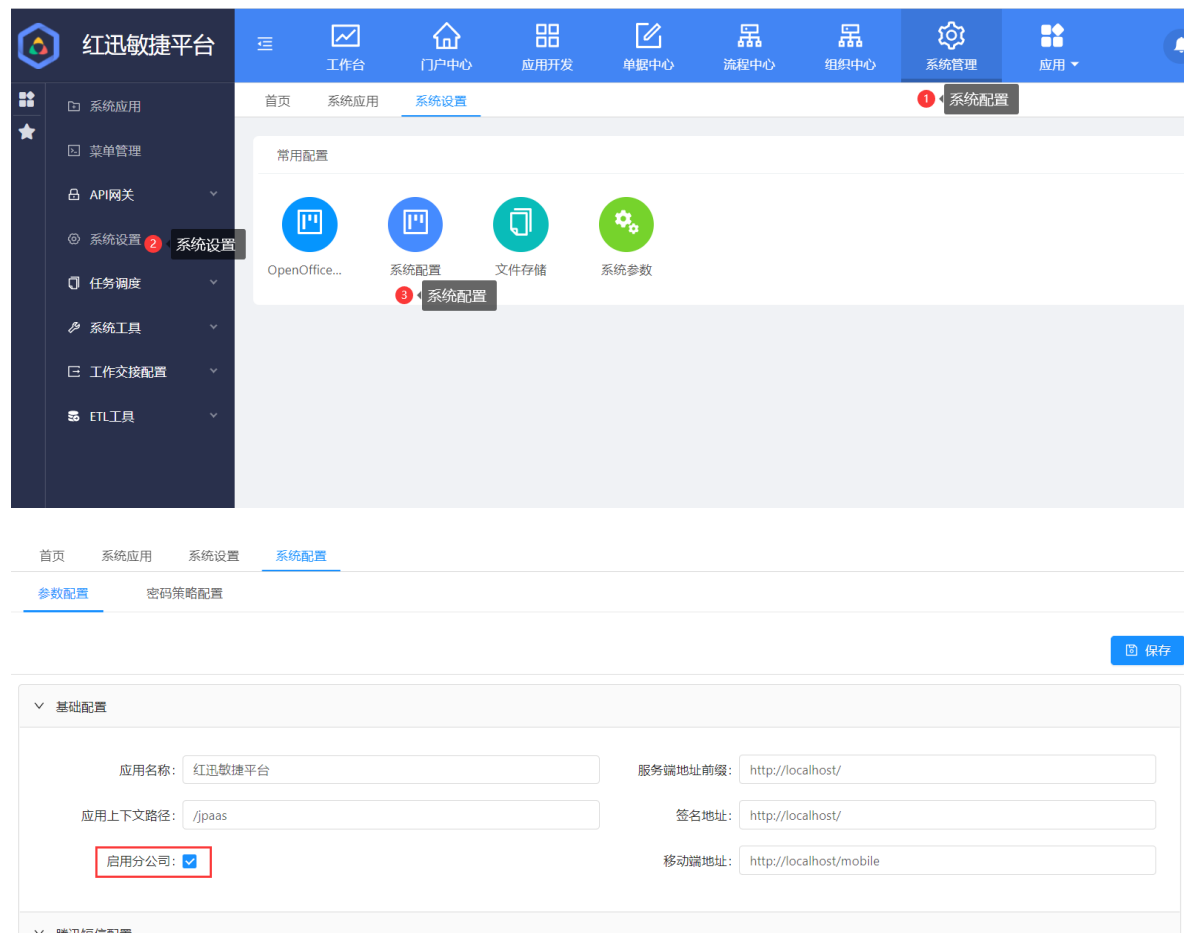 红迅敏捷平台
工作台 门户中心 应用开发 单据中心 流程中心 组织中心 系统管理 应用
系统应用
首页 系统应用 系统设置
1 系统配置
菜单管理
常用配置
API网关
系统设置 2 系统设置
OpenOffice... 系统配置 文件存储 系统参数
任务调度
3 系统配置
系统工具
工作交接配置
ETL工具
首页 系统应用 系统设置 系统配置
参数配置 密码策略配置
保存
基础配置
应用名称: 红迅敏捷平台 服务端地址前缀: http://localhost/
应用上下文路径: /jpaas 签名地址: http://localhost/
启用分公司: 移动端地址: http://localhost/mobile
腾讯短信配置